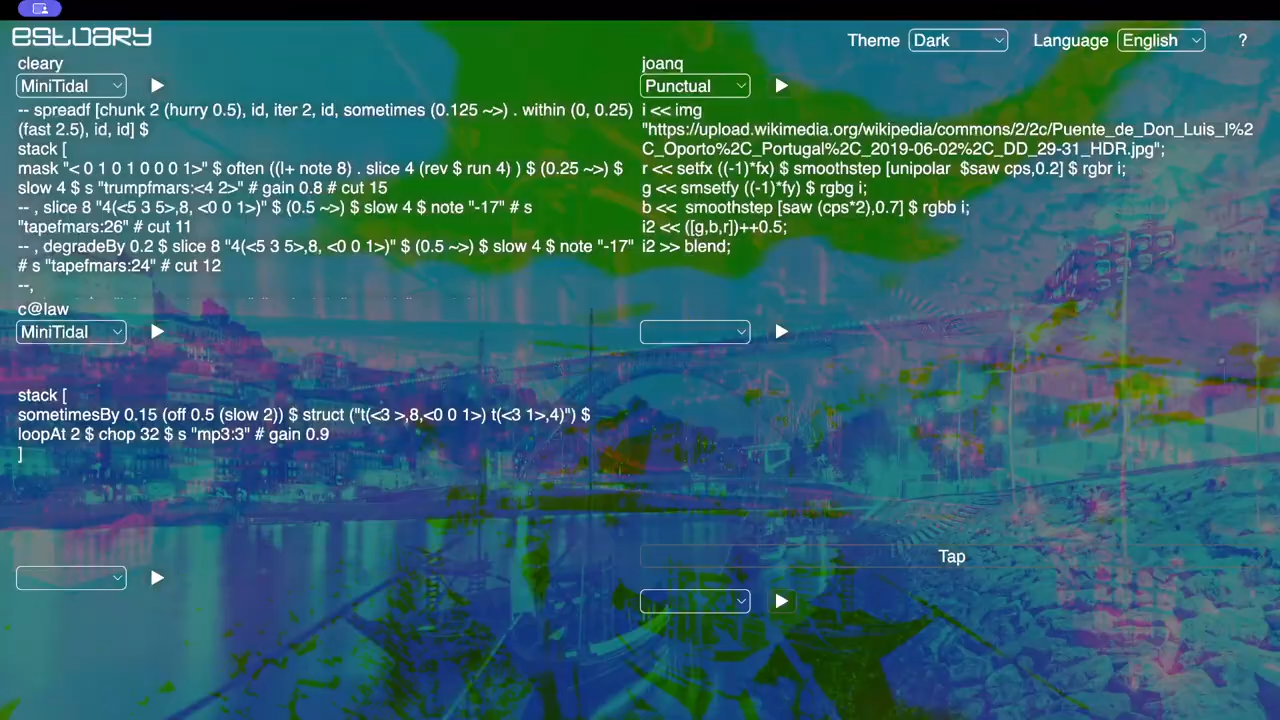 estuary
Theme Dark Language English ?
cleary
MiniTidal
-- spreadf [chunk 2 (hurry 0.5), id, iter 2, id, sometimes (0.125 ~>) . within (0, 0.25)
(fast 2.5), id, id] $
stack [
mask "< 0 1 0 1 0 0 0 1>" $ often ((|+ note 8) . slice 4 (rev $ run 4) ) $ (0.25 ~>) $
slow 4 $ s "trumpfmars:<4 2>" # gain 0.8 # cut 15
-- , slice 8 "4(<5 3 5>,8, <0 0 1>)" $ (0.5 ~>) $ slow 4 $ note "-17" # s
"tapefmars:26" # cut 11
-- , degradeBy 0.2 $ slice 8 "4(<5 3 5>,8, <0 0 1>)" $ (0.5 ~>) $ slow 4 $ note "-17"
# s "tapefmars:24" # cut 12
--,
joanq
Punctual
i << img
"https://upload.wikimedia.org/wikipedia/commons/2/2c/Puente_de_Don_Luis_I%2
C_Oporto%2C_Portugal%2C_2019-06-02%2C_DD_29-31_HDR.jpg";
r << setfx ((-1)*fx) $ smoothstep [unipolar  $saw cps,0.2] $ rgbr i;
g << smsetfy ((-1)*fy) $ rgbg i;
b <<  smoothstep [saw (cps*2),0.7] $ rgbb i;
i2 << ([g,b,r])++0.5;
i2 >> blend;
c@law
MiniTidal
stack [
sometimesBy 0.15 (off 0.5 (slow 2)) $ struct ("t(<3 >,8,<0 0 1>) t(<3 1>,4)") $
loopAt 2 $ chop 32 $ s "mp3:3" # gain 0.9
]
Tap